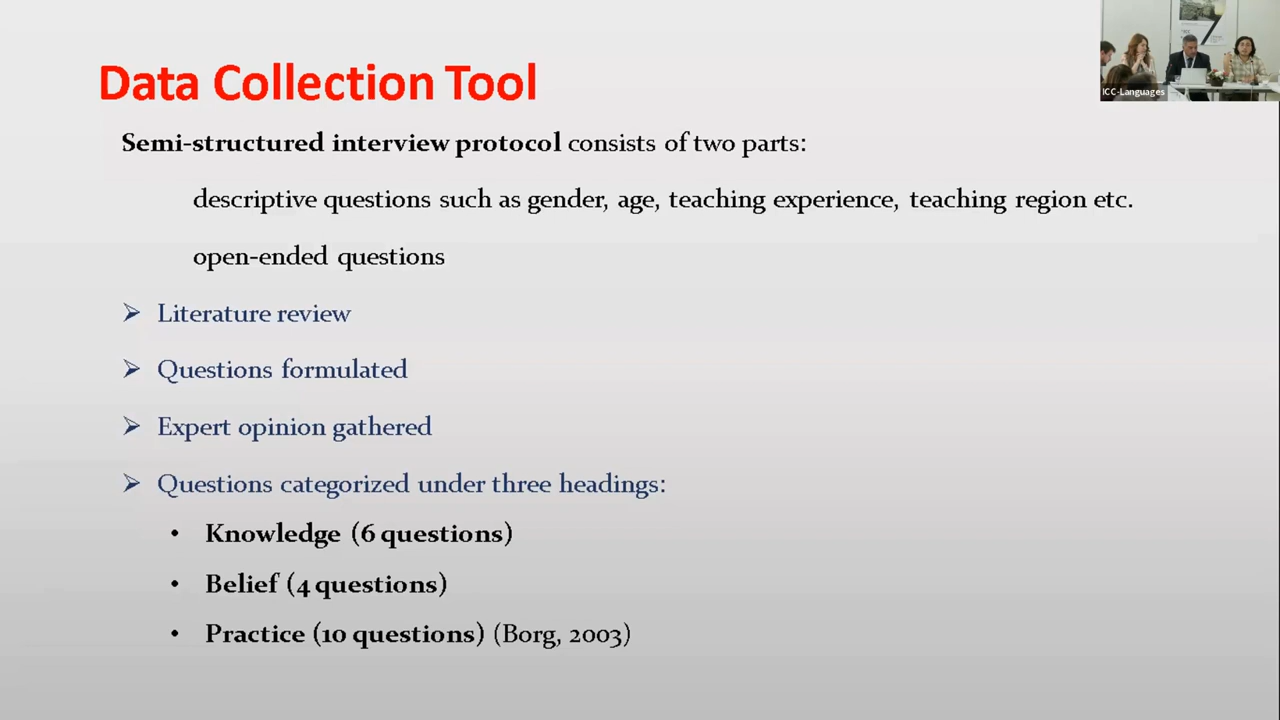 Data Collection Tool
Semi-structured interview protocol consists of two parts:
descriptive questions such as gender, age, teaching experience, teaching region etc.
open-ended questions
➢ Literature review
➢ Questions formulated
➢ Expert opinion gathered
➢ Questions categorized under three headings:
• Knowledge (6 questions)
• Belief (4 questions)
• Practice (10 questions) (Borg, 2003)
ICC-Languages